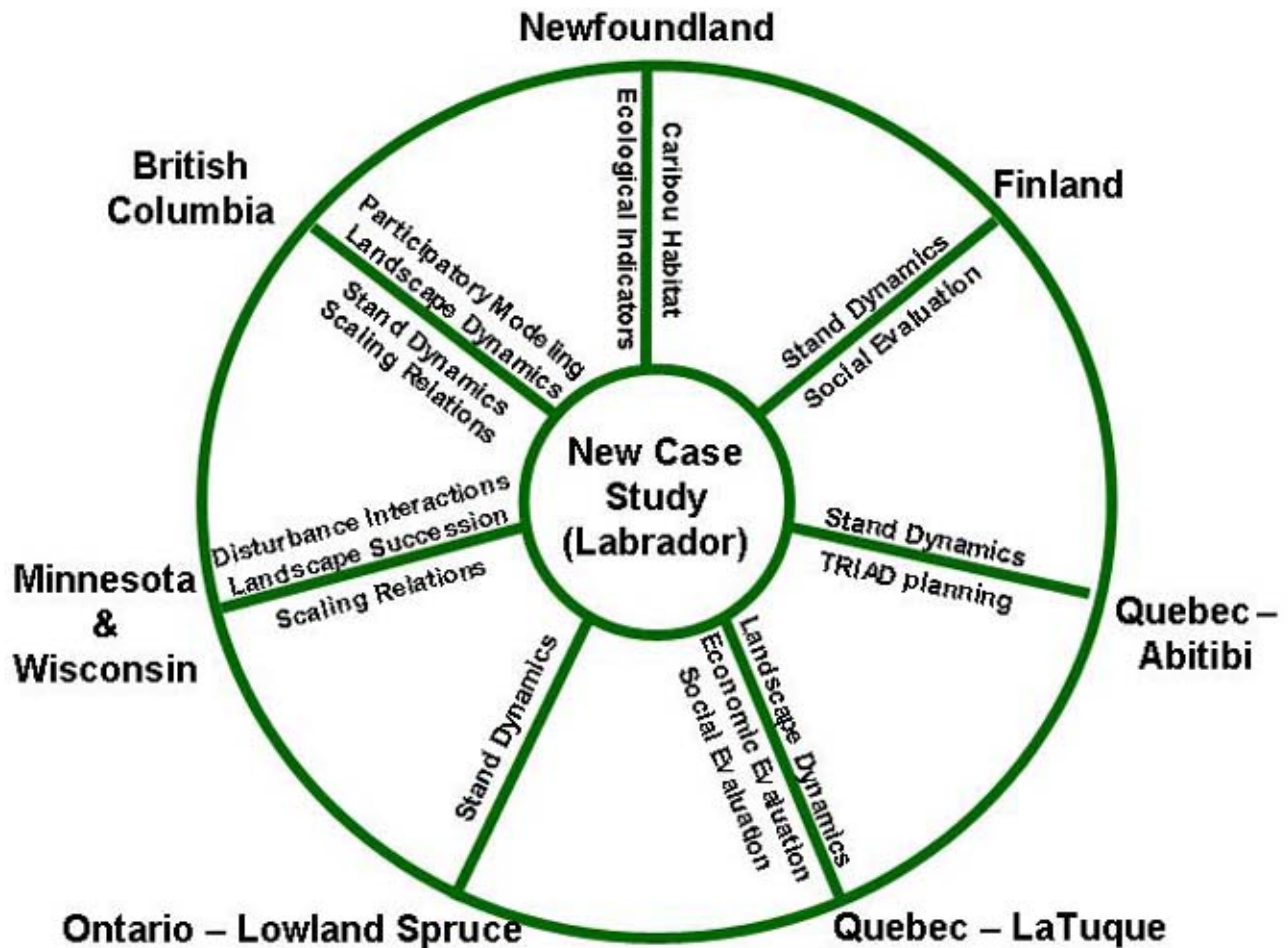 Newfoundland
Ecological Indicators
Caribou Habitat
British
Columbia
Participatory Modeling
Landscape Dynamics
Stand Dynamics
Scaling Relations
Finland
Stand Dynamics
Social Evaluation
New Case
Study
(Labrador)
Disturbance Interactions
Landscape Succession
Scaling Relations
Minnesota
&
Wisconsin
Stand Dynamics
TRIAD planning
Quebec –
Abitibi
Stand Dynamics
Ontario – Lowland Spruce
Landscape Dynamics
Economic Evaluation
Social Evaluation
Quebec – LaTuque